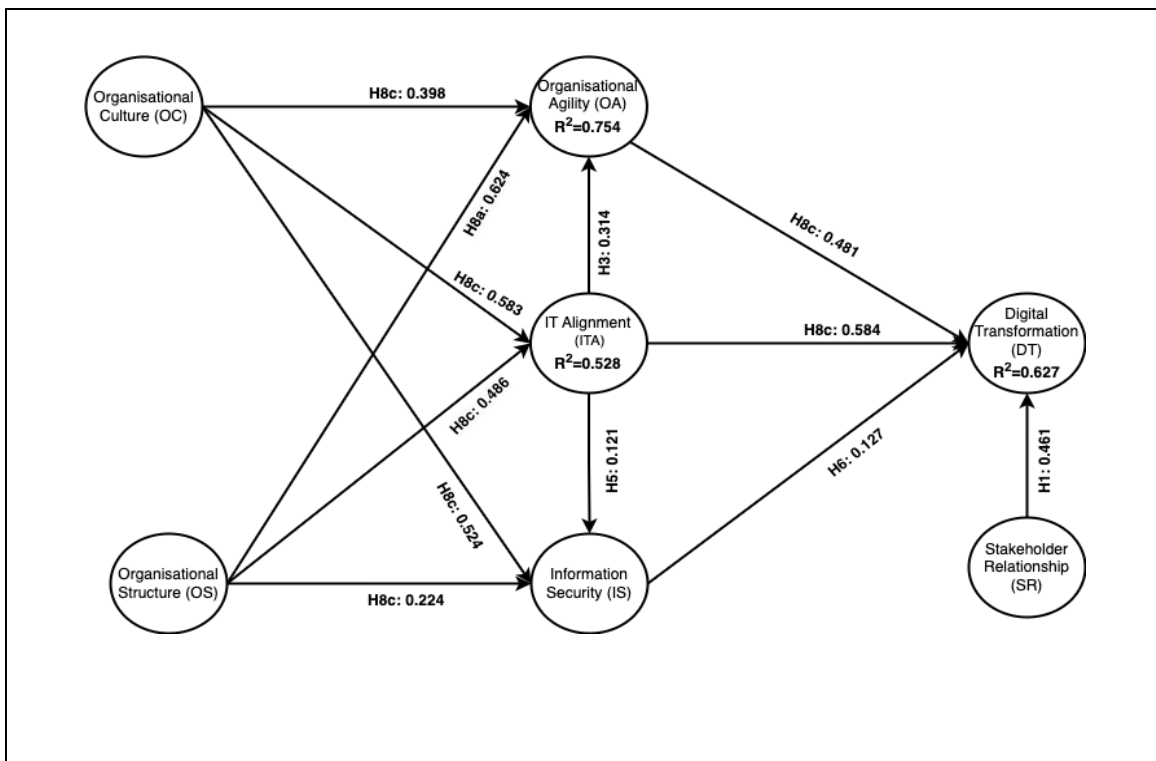 Organisational
Culture (OC)
H8c: 0.398
Organisational
Agility (OA)
R²=0.754
H8a: 0.624
H8c: 0.583
H3: 0.314
H8c: 0.481
IT Alignment
(ITA)
R²=0.528
H8c: 0.584
Digital
Transformation
(DT)
R²=0.627
H8c: 0.486
H8c: 0.524
H5: 0.121
H6: 0.127
H1: 0.461
Organisational
Structure (OS)
H8c: 0.224
Information
Security (IS)
Stakeholder
Relationship
(SR)